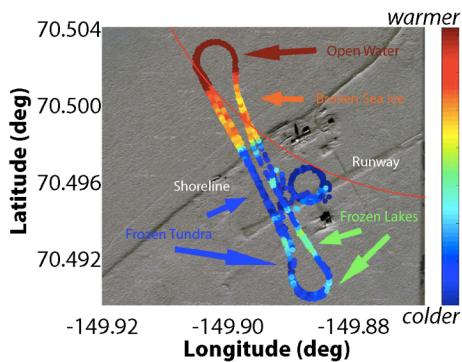 warmer
70.504
Open Water
70.500
Broken Sea Ice
Latitude (deg)
Runway
70.496
Shoreline
Frozen Lakes
Frozen Tundra
70.492
colder
-149.92
-149.90
-149.88
Longitude (deg)